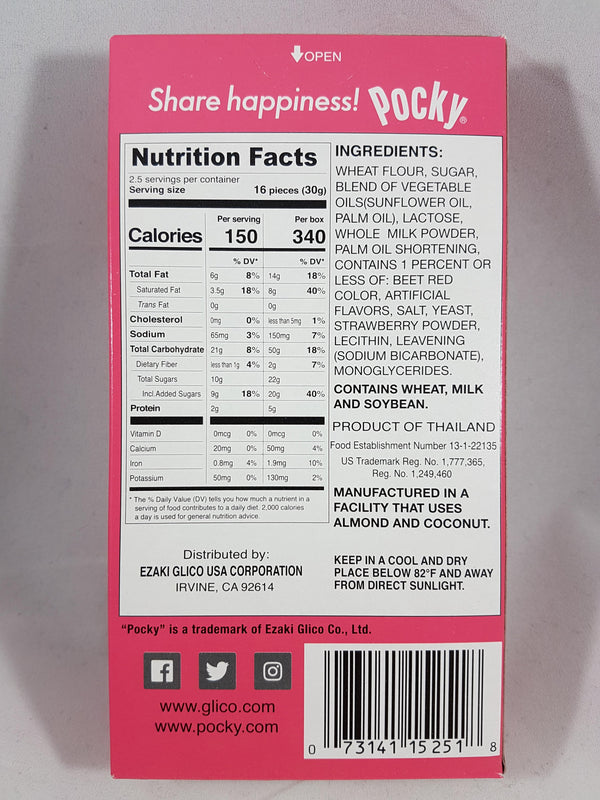 OPEN
Share happiness! Pocky®
Nutrition Facts
2.5 servings per container
Serving size 16 pieces (30g)
Per serving Per box
Calories 150 340
% DV* % DV*
Total Fat 6g 8% 14g 18%
Saturated Fat 3.5g 18% 8g 40%
Trans Fat 0g 0g
Cholesterol 0mg 0% less than 5mg 1%
Sodium 65mg 3% 150mg 7%
Total Carbohydrate 21g 8% 50g 18%
Dietary Fiber less than 1g 4% 2g 7%
Total Sugars 10g 22g
Incl.Added Sugars 9g 18% 20g 40%
Protein 2g 5g
Vitamin D 0mcg 0% 0mcg 0%
Calcium 20mg 0% 50mg 4%
Iron 0.8mg 4% 1.9mg 10%
Potassium 50mg 0% 130mg 2%
* The % Daily Value (DV) tells you how much a nutrient in a
serving of food contributes to a daily diet. 2,000 calories
a day is used for general nutrition advice.
INGREDIENTS:
WHEAT FLOUR, SUGAR,
BLEND OF VEGETABLE
OILS(SUNFLOWER OIL,
PALM OIL), LACTOSE,
WHOLE MILK POWDER,
PALM OIL SHORTENING,
CONTAINS 1 PERCENT OR
LESS OF: BEET RED
COLOR, ARTIFICIAL
FLAVORS, SALT, YEAST,
STRAWBERRY POWDER,
LECITHIN, LEAVENING
(SODIUM BICARBONATE),
MONOGLYCERIDES.
CONTAINS WHEAT, MILK
AND SOYBEAN.
PRODUCT OF THAILAND
Food Establishment Number 13-1-22135
US Trademark Reg. No. 1,777,365,
Reg. No. 1,249,460
MANUFACTURED IN A
FACILITY THAT USES
ALMOND AND COCONUT.
Distributed by:
EZAKI GLICO USA CORPORATION
IRVINE, CA 92614
KEEP IN A COOL AND DRY
PLACE BELOW 82°F AND AWAY
FROM DIRECT SUNLIGHT.
"Pocky" is a trademark of Ezaki Glico Co., Ltd.
www.glico.com
www.pocky.com
0 73141 15251 8